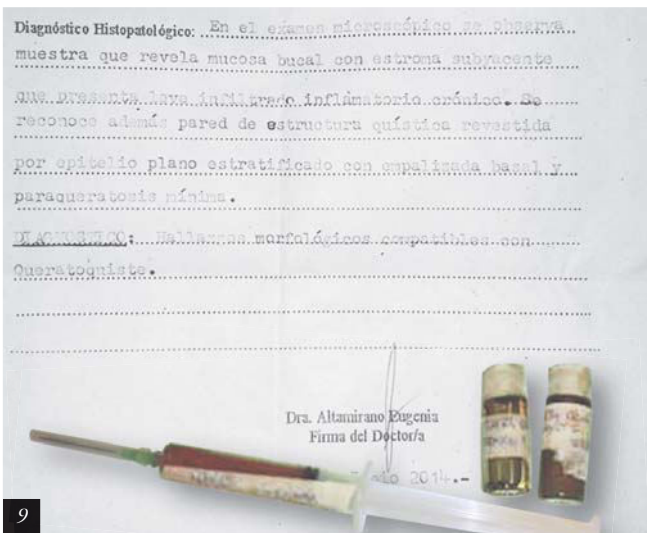 Diagnóstico Histopatológico: En el examen microscópico se observa
muestra que revela mucosa bucal con estroma subyacente
que presenta leve infiltrado inflamatorio crónico. Se
reconoce además pared de estructura quística revestida
por epitelio plano estratificado con empalizada basal y
paraqueratosis mínima.
DIAGNOSTICO: Hallazgos morfológicos compatibles con
Queratoquiste.
Dra. Altamirano Eugenia
Firma del Doctor/a
2014.-
9